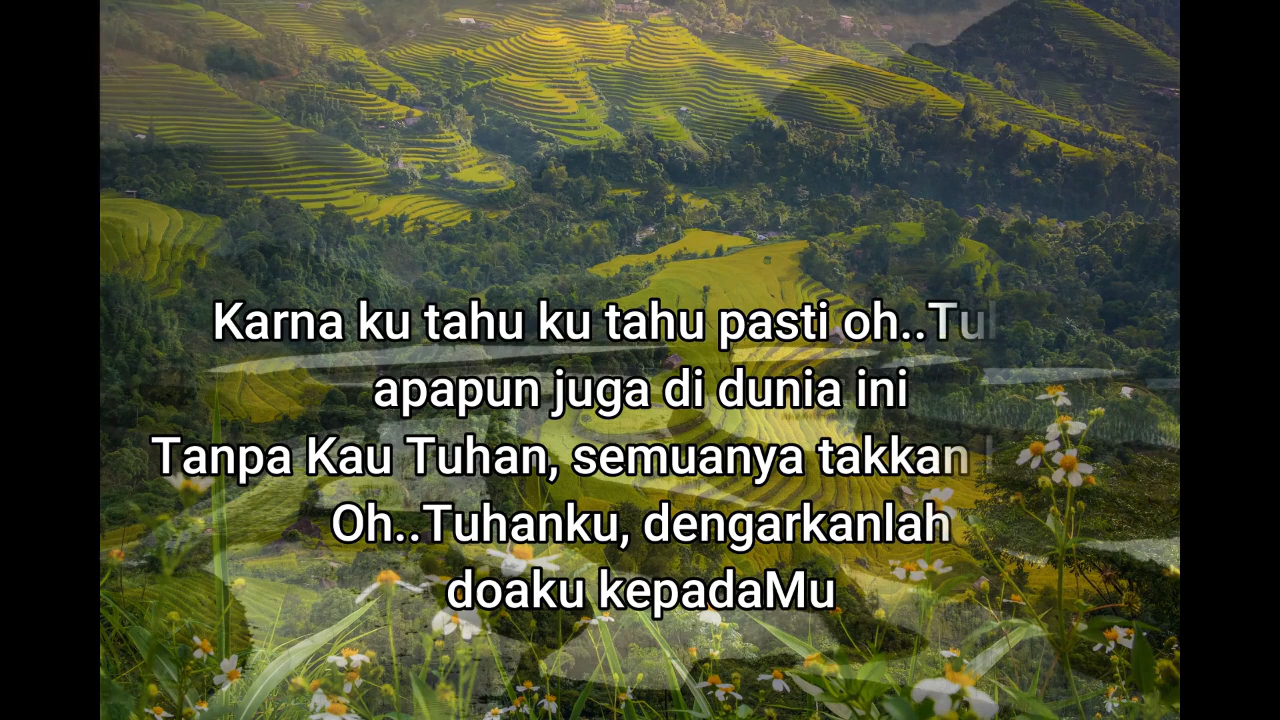 Karna ku tahu ku tahu pasti oh..
apapun juga di dunia ini
Tanpa Kau Tuhan, semuanya takkan
Oh..Tuhanku, dengarkanlah
doaku kepadaMu